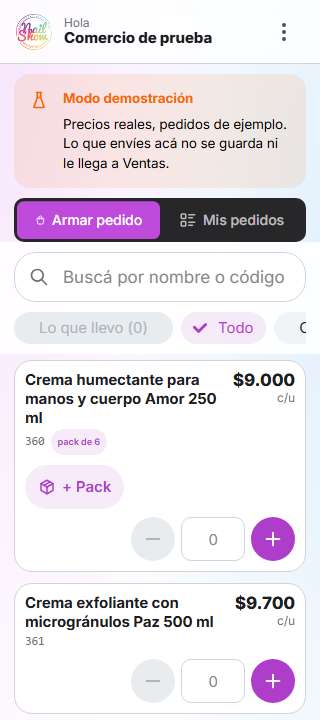 Nail
Show
Hola
Comercio de prueba
Modo demostración
Precios reales, pedidos de ejemplo.
Lo que envíes acá no se guarda ni
le llega a Ventas.
Armar pedido
Mis pedidos
Buscá por nombre o código
Lo que llevo (0)
Todo
Crema humectante para
manos y cuerpo Amor 250
ml
$9.000
c/u
360
pack de 6
+ Pack
0
Crema exfoliante con
microgránulos Paz 500 ml
$9.700
c/u
361
0